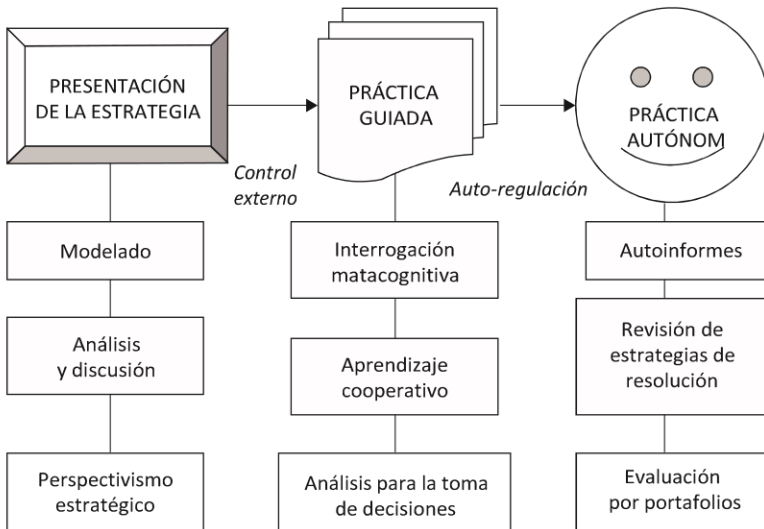 PRESENTACIÓN
DE LA ESTRATEGIA
PRÁCTICA
GUIADA
PRÁCTICA
AUTÓNOM
Control
externo
Auto-regulación
Modelado
Análisis
y discusión
Perspectivismo
estratégico
Interrogación
matacognitiva
Aprendizaje
cooperativo
Análisis para la toma
de decisiones
Autoinformes
Revisión de
estrategias de
resolución
Evaluación
por portafolios